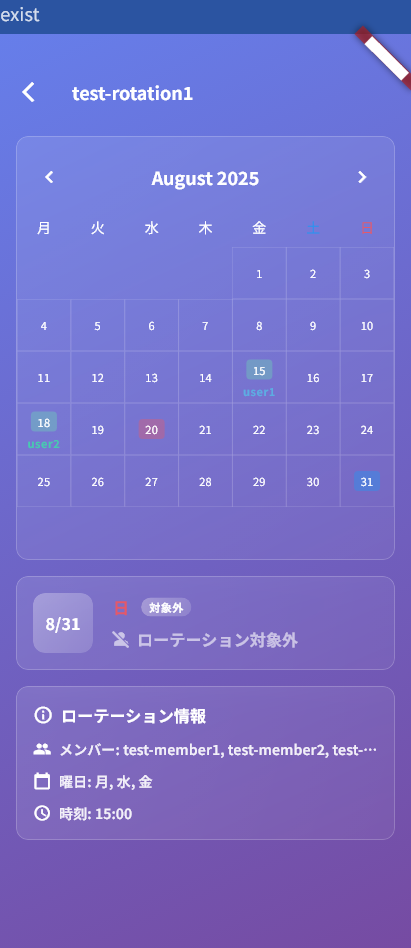 exist
test-rotation1
August 2025
月 火 水 木 金 土 日
1 2 3
4 5 6 7 8 9 10
11 12 13 14 15 16 17
user1
18 19 20 21 22 23 24
user2
25 26 27 28 29 30 31
8/31
日 対象外
ローテーション対象外
ローテーション情報
メンバー: test-member1, test-member2, test-…
曜日: 月, 水, 金
時刻: 15:00